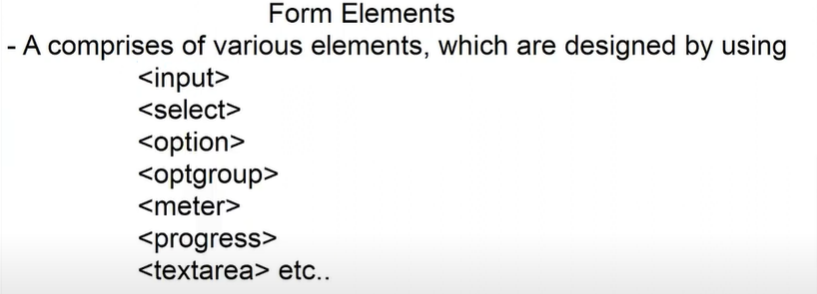 Form Elements
- A comprises of various elements, which are designed by using
<input>
<select>
<option>
<optgroup>
<meter>
<progress>
<textarea> etc..